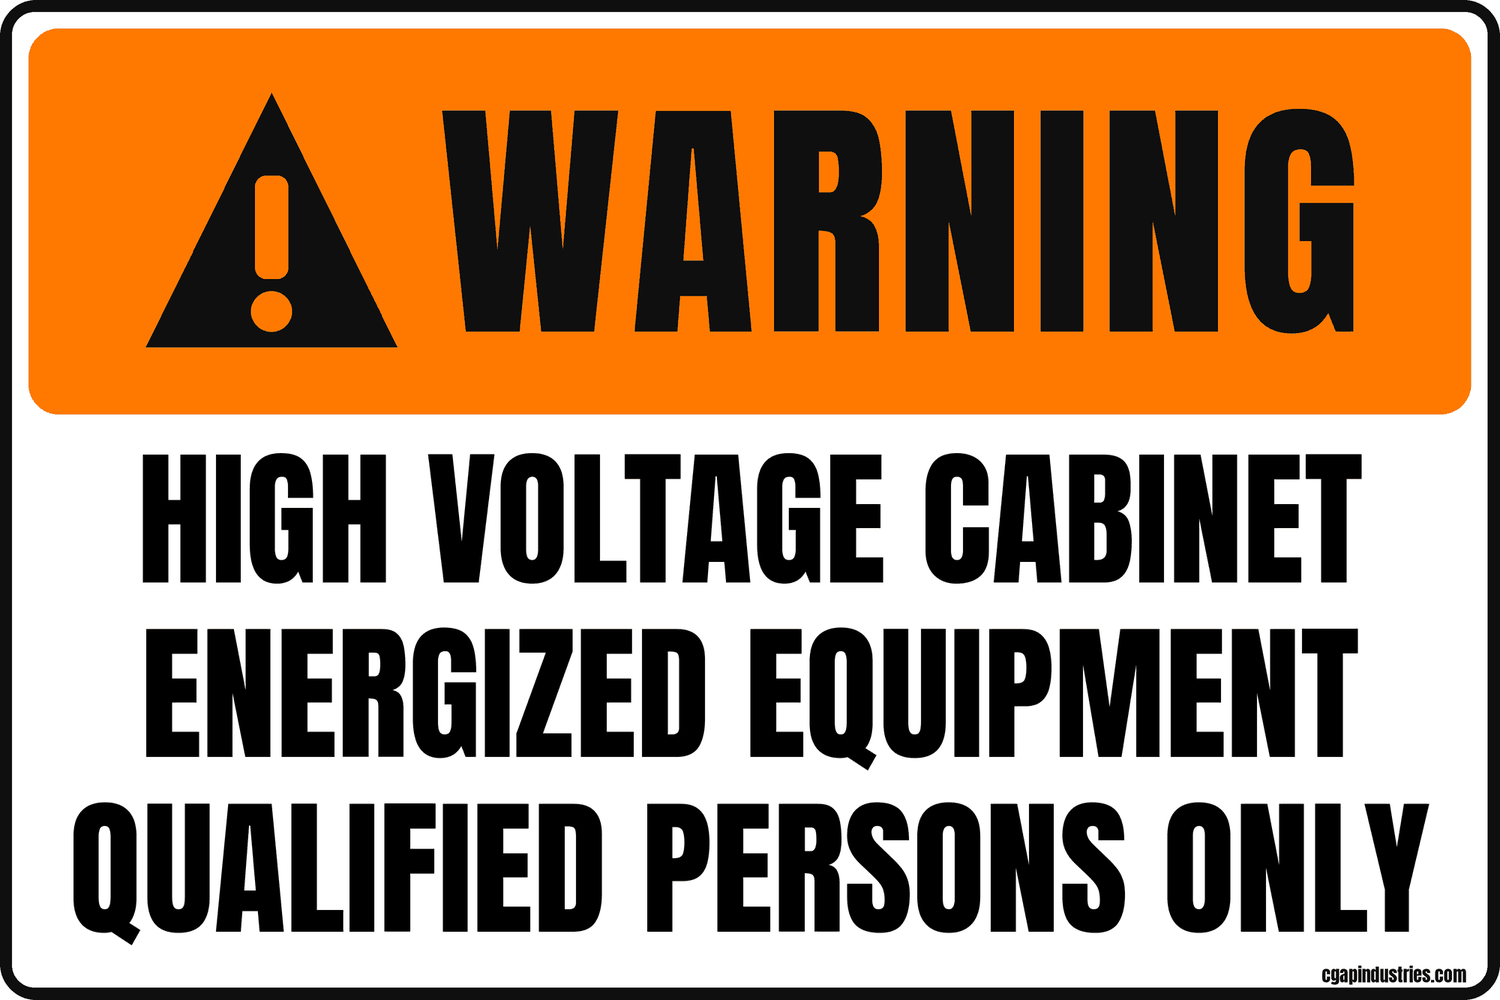 WARNING
HIGH VOLTAGE CABINET
ENERGIZED EQUIPMENT
QUALIFIED PERSONS ONLY
cgapindustries.com